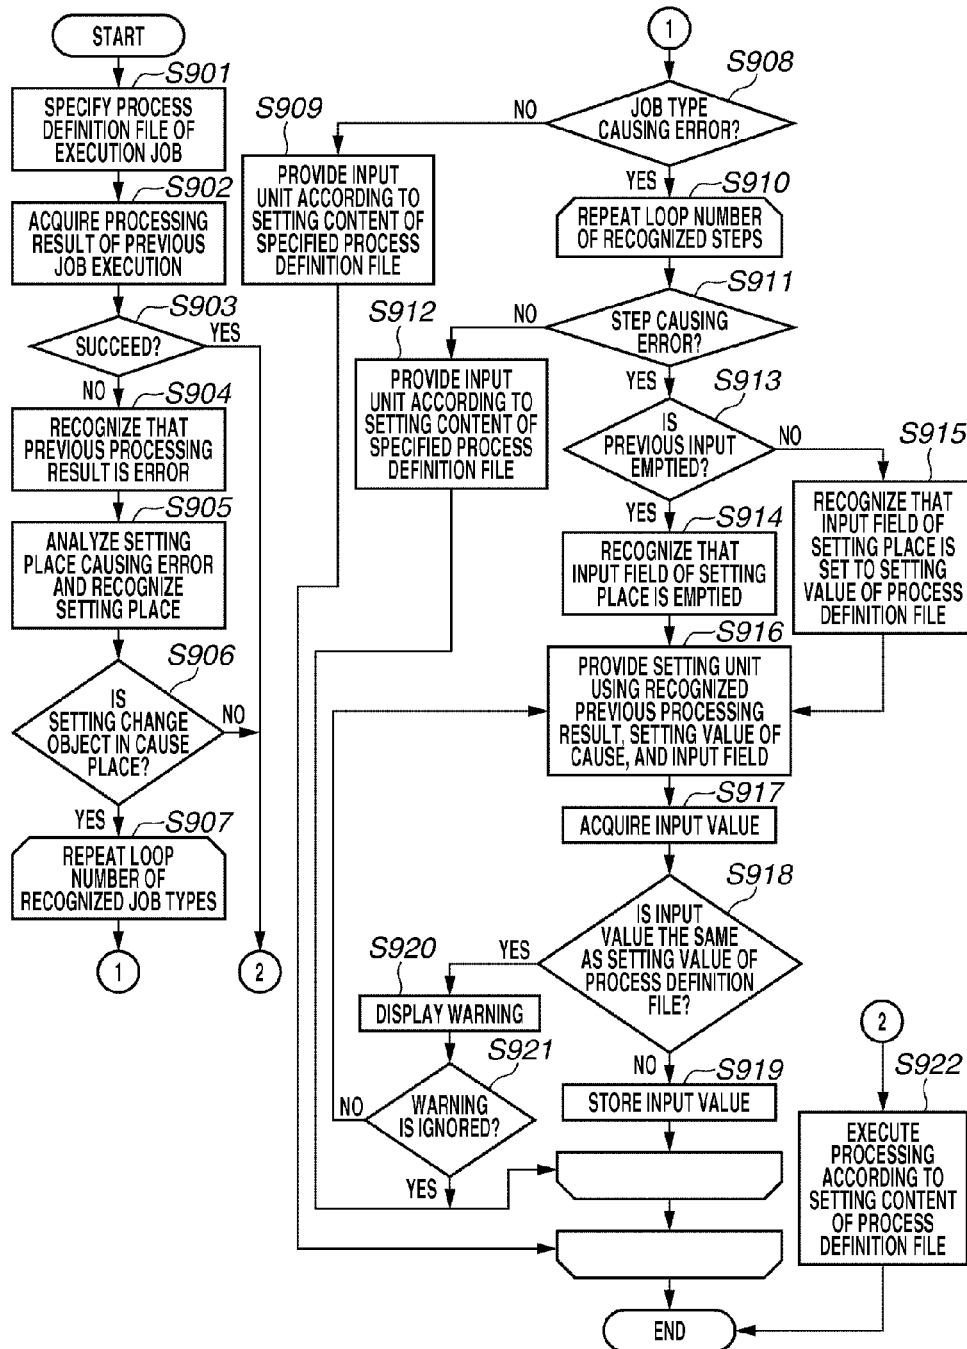 START
S901
SPECIFY PROCESS
DEFINITION FILE OF
EXECUTION JOB
S902
ACQUIRE PROCESSING
RESULT OF PREVIOUS
JOB EXECUTION
S903
SUCCEED?
YES
NO
S904
RECOGNIZE THAT
PREVIOUS PROCESSING
RESULT IS ERROR
S905
ANALYZE SETTING
PLACE CAUSING ERROR
AND RECOGNIZE
SETTING PLACE
S906
IS
SETTING CHANGE
OBJECT IN CAUSE
PLACE?
NO
YES
S907
REPEAT LOOP
NUMBER OF
RECOGNIZED JOB TYPES
1
2
1
S908
JOB TYPE
CAUSING ERROR?
NO
YES
S909
PROVIDE INPUT
UNIT ACCORDING TO
SETTING CONTENT OF
SPECIFIED PROCESS
DEFINITION FILE
S910
REPEAT LOOP NUMBER
OF RECOGNIZED STEPS
S911
STEP CAUSING
ERROR?
NO
YES
S912
PROVIDE INPUT
UNIT ACCORDING TO
SETTING CONTENT OF
SPECIFIED PROCESS
DEFINITION FILE
S913
IS
PREVIOUS INPUT
EMPTIED?
NO
YES
S914
RECOGNIZE THAT
INPUT FIELD OF SETTING
PLACE IS EMPTIED
S915
RECOGNIZE THAT
INPUT FIELD OF
SETTING PLACE IS
SET TO SETTING
VALUE OF PROCESS
DEFINITION FILE
S916
PROVIDE SETTING UNIT
USING RECOGNIZED
PREVIOUS PROCESSING
RESULT, SETTING VALUE OF
CAUSE, AND INPUT FIELD
S917
ACQUIRE INPUT VALUE
S918
IS INPUT
VALUE THE SAME
AS SETTING VALUE OF
PROCESS DEFINITION
FILE?
YES
NO
S920
DISPLAY WARNING
S921
WARNING
IS IGNORED?
NO
YES
S919
STORE INPUT VALUE
2
S922
EXECUTE
PROCESSING
ACCORDING TO
SETTING CONTENT
OF PROCESS
DEFINITION FILE
END